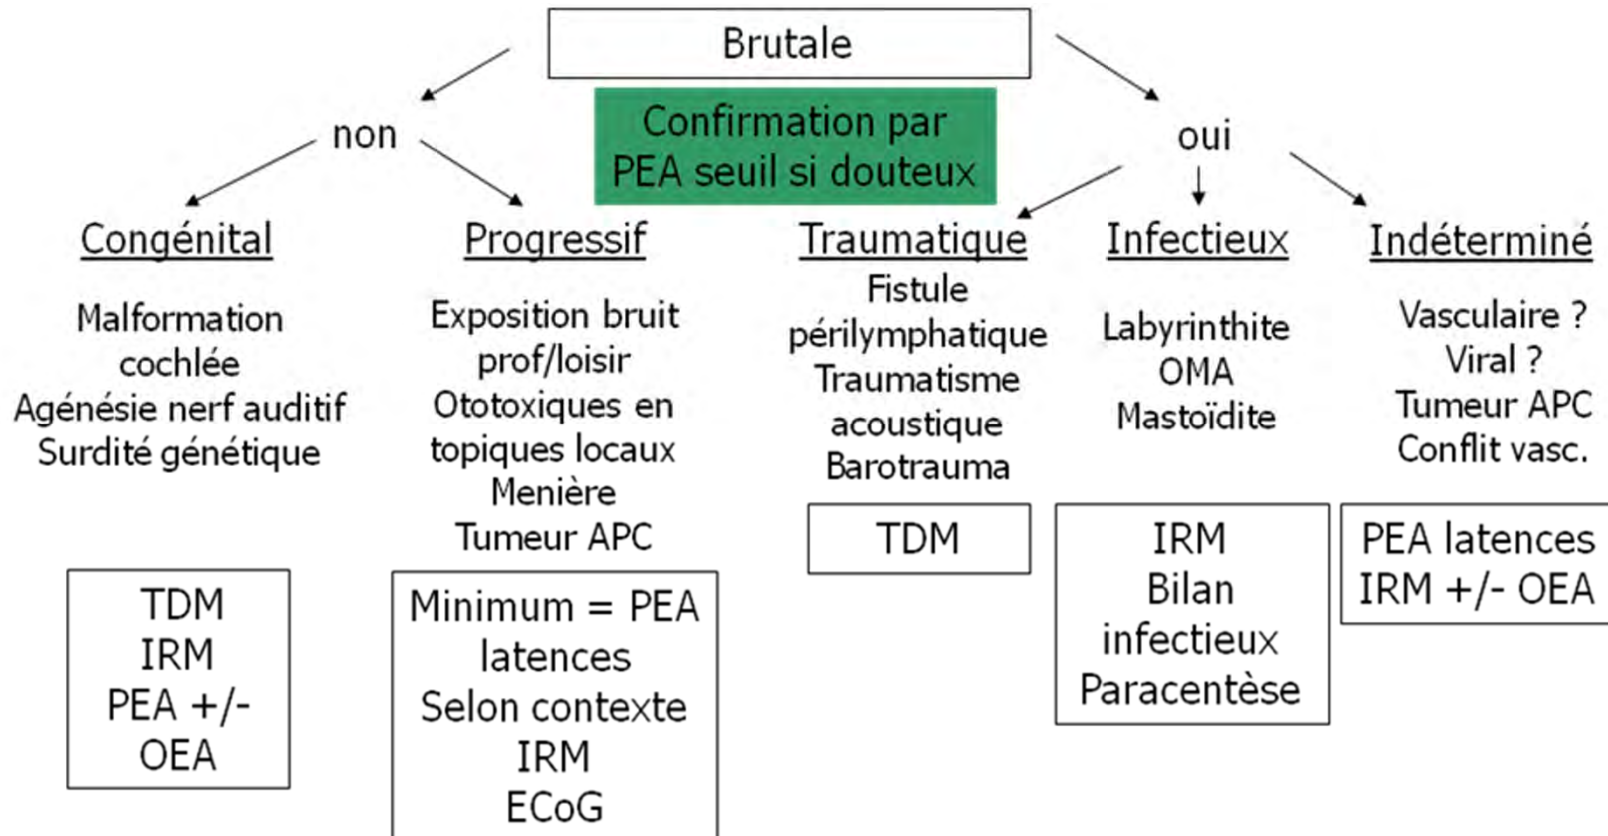 Brutale
Confirmation par
PEA seuil si douteux
non
oui
Congénital
Malformation
cochlée
Agénésie nerf auditif
Surdité génétique
TDM
IRM
PEA +/-
OEA
Progressif
Exposition bruit
prof/loisir
Ototoxiques en
topiques locaux
Menière
Tumeur APC
Minimum = PEA
latences
Selon contexte
IRM
ECoG
Traumatique
Fistule
périlymphatique
Traumatisme
acoustique
Barotrauma
TDM
Infectieux
Labyrinthite
OMA
Mastoïdite
IRM
Bilan
infectieux
Paracentèse
Indéterminé
Vasculaire ?
Viral ?
Tumeur APC
Conflit vasc.
PEA latences
IRM +/- OEA